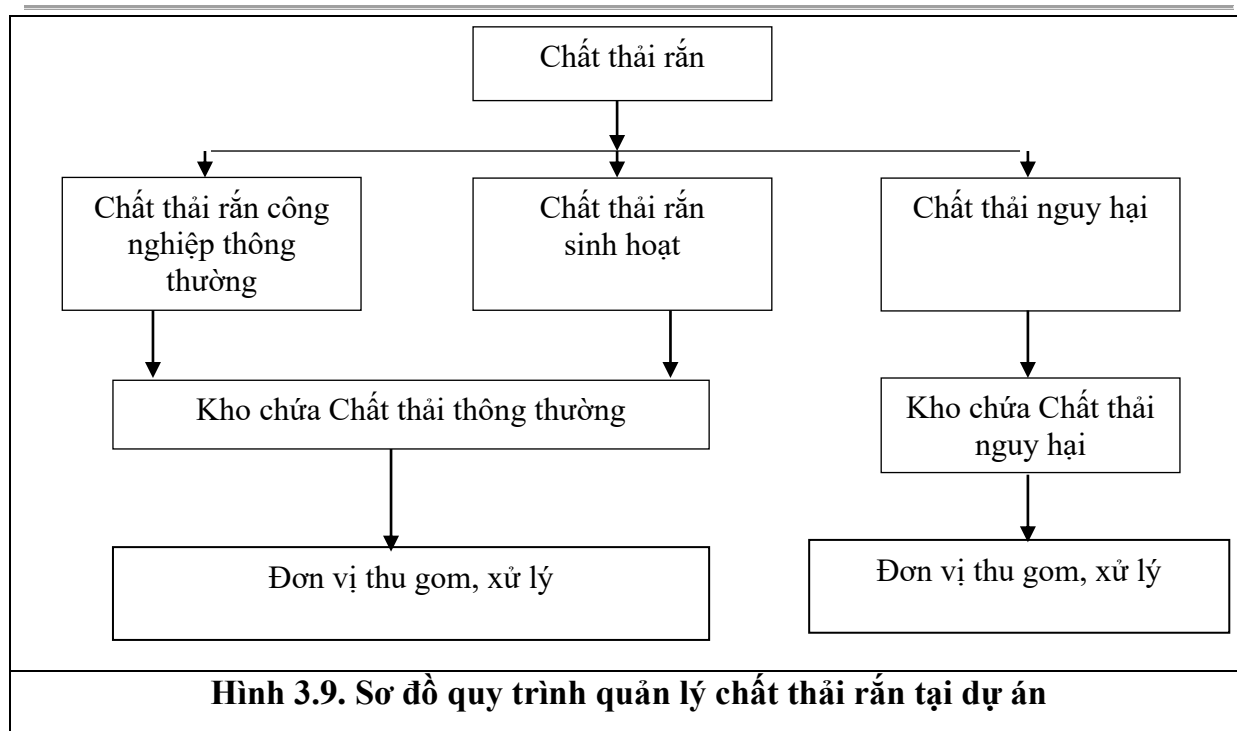 Chất thải rắn
Chất thải rắn công
nghiệp thông
thường
Chất thải rắn
sinh hoạt
Chất thải nguy hại
Kho chứa Chất thải thông thường
Kho chứa Chất thải
nguy hại
Đơn vị thu gom, xử lý
Đơn vị thu gom, xử lý
Hình 3.9. Sơ đồ quy trình quản lý chất thải rắn tại dự án